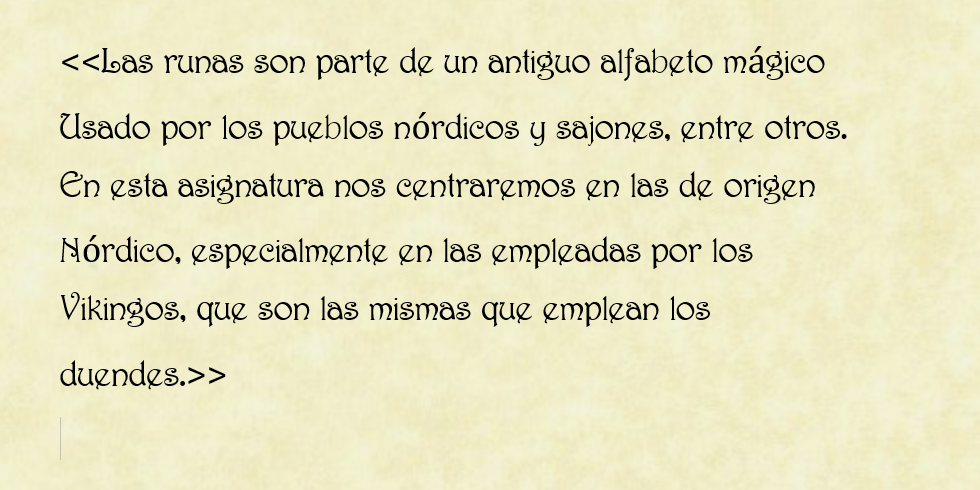 <<Las runas son parte de un antiguo alfabeto mágico
Usado por los pueblos nórdicos y sajones, entre otros.
En esta asignatura nos centraremos en las de origen
Nórdico, especialmente en las empleadas por los
Vikingos, que son las mismas que emplean los
duendes.>>